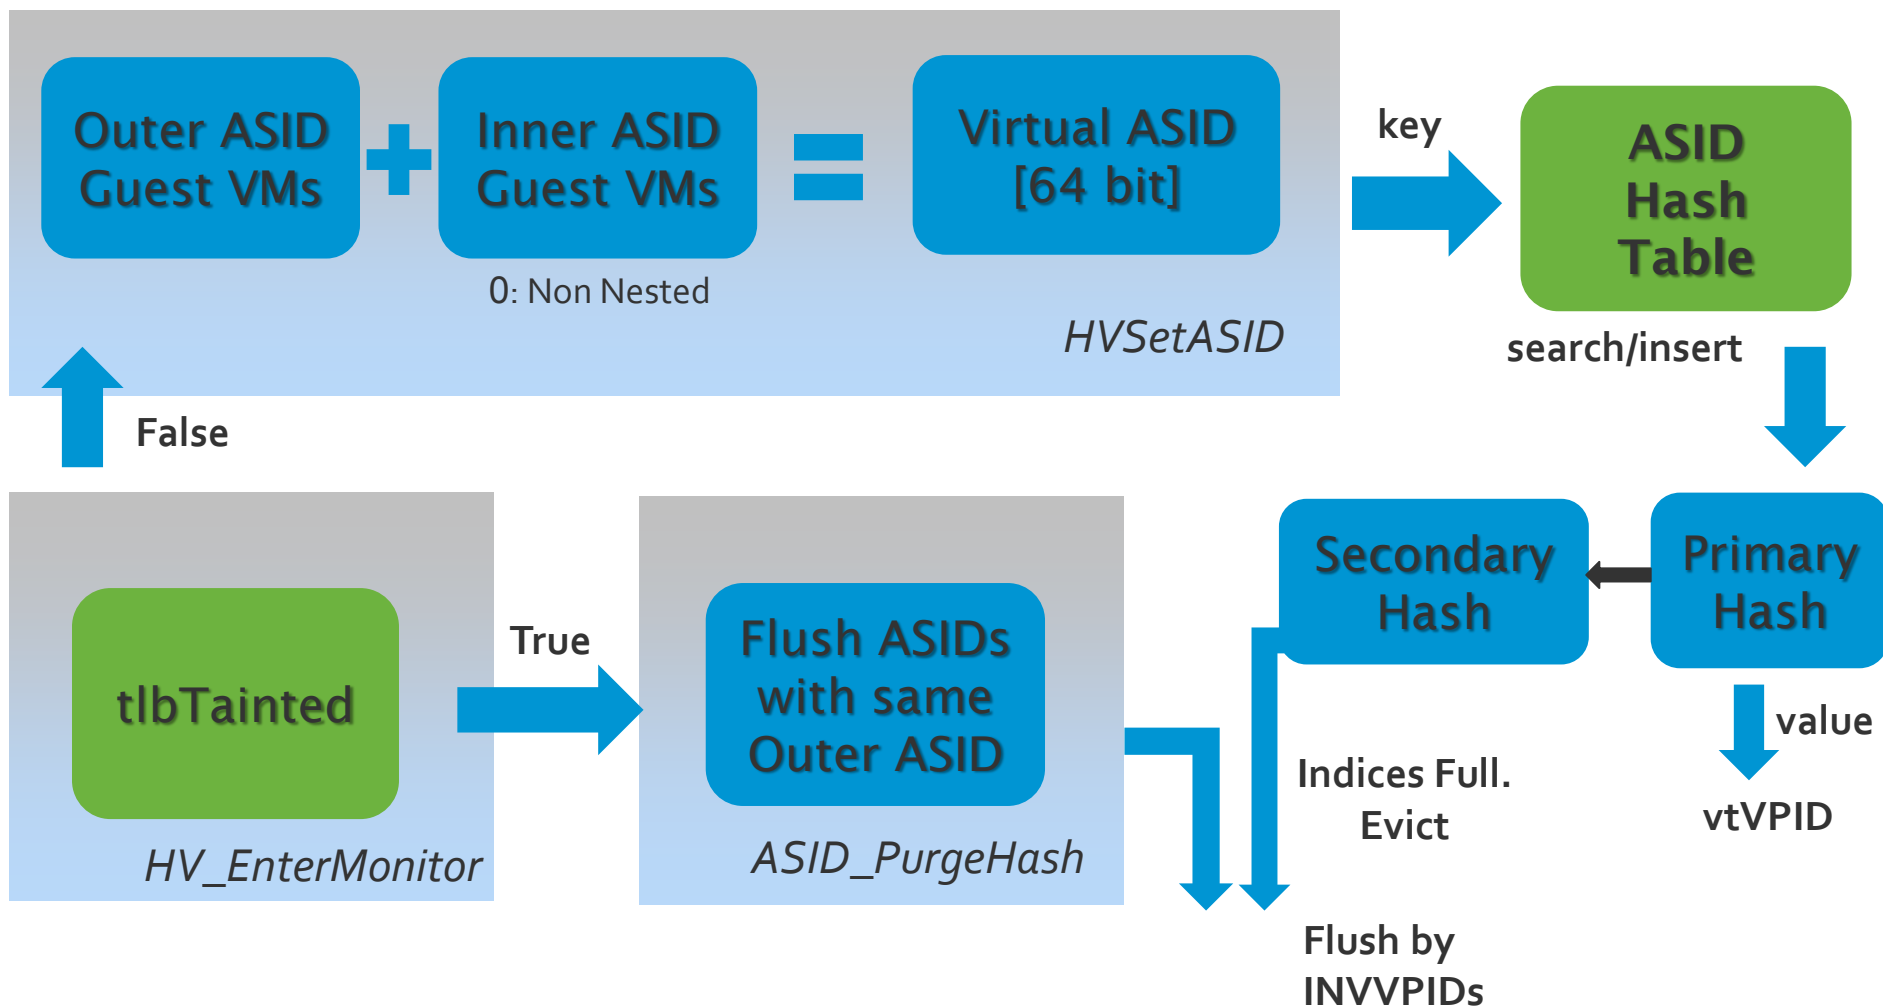 Outer ASID
Guest VMs
Inner ASID
Guest VMs
0: Non Nested
Virtual ASID
[64 bit]
HVSetASID
key
ASID
Hash
Table
search/insert
False
tlbTainted
HV_EnterMonitor
True
Flush ASIDs
with same
Outer ASID
ASID_PurgeHash
Secondary
Hash
Primary
Hash
value
vtVPID
Indices Full.
Evict
Flush by
INVVPIDs